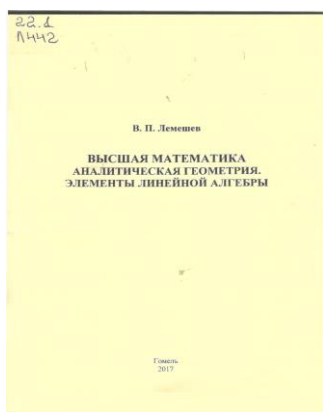 22.1
Л442
В. П. Лемешев
ВЫСШАЯ МАТЕМАТИКА
АНАЛИТИЧЕСКАЯ ГЕОМЕТРИЯ.
ЭЛЕМЕНТЫ ЛИНЕЙНОЙ АЛГЕБРЫ
Гомель
2017